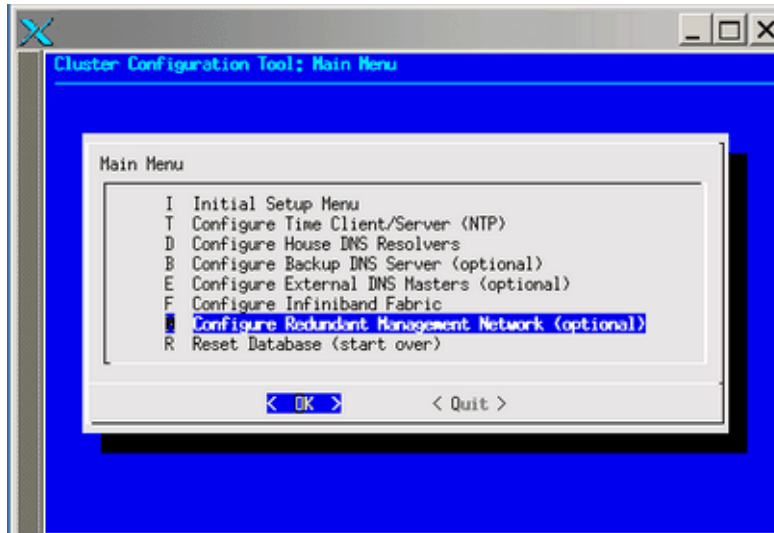 Cluster Configuration Tool: Main Menu
Main Menu
I Initial Setup Menu
T Configure Time Client/Server (NTP)
D Configure House DNS Resolvers
B Configure Backup DNS Server (optional)
E Configure External DNS Masters (optional)
F Configure Infiniband Fabric
Configure Redundant Management Network (optional)
R Reset Database (start over)
< OK > < Quit >